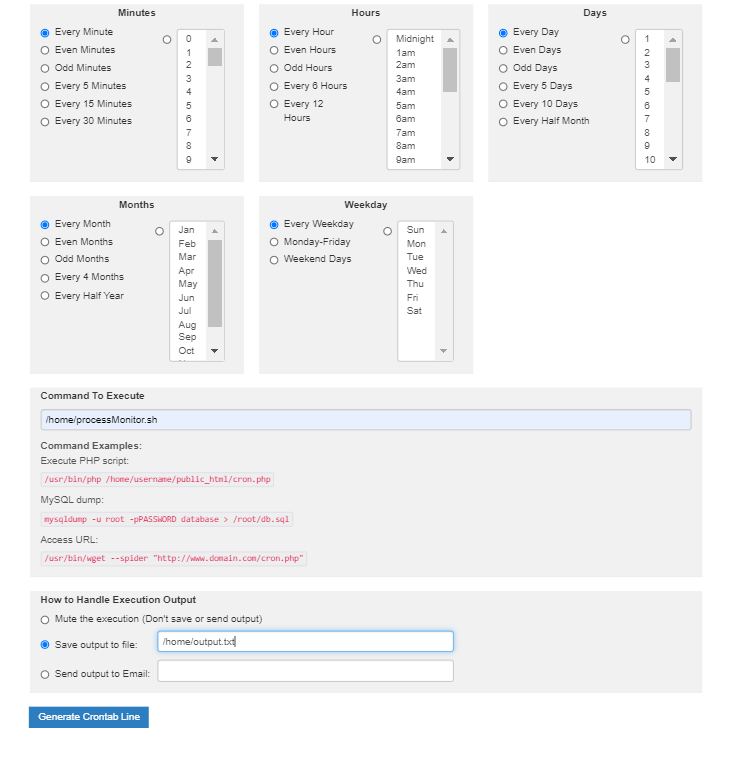 Minutes
Every Minute
Even Minutes
Odd Minutes
Every 5 Minutes
Every 15 Minutes
Every 30 Minutes
0
1
2
3
4
5
6
7
8
9
Hours
Every Hour
Even Hours
Odd Hours
Every 6 Hours
Every 12
Hours
Midnight
1am
2am
3am
4am
5am
6am
7am
8am
9am
Days
Every Day
Even Days
Odd Days
Every 5 Days
Every 10 Days
Every Half Month
1
2
3
4
5
6
7
8
9
10
Months
Every Month
Even Months
Odd Months
Every 4 Months
Every Half Year
Jan
Feb
Mar
Apr
May
Jun
Jul
Aug
Sep
Oct
Weekday
Every Weekday
Monday-Friday
Weekend Days
Sun
Mon
Tue
Wed
Thu
Fri
Sat
Command To Execute
/home/processMonitor.sh
Command Examples:
Execute PHP script:
/usr/bin/php /home/username/public_html/cron.php
MySQL dump:
mysqldump -u root -pPASSWORD database > /root/db.sql
Access URL:
/usr/bin/wget --spider "http://www.domain.com/cron.php"
How to Handle Execution Output
Mute the execution (Don't save or send output)
Save output to file: /home/output.txt
Send output to Email:
Generate Crontab Line